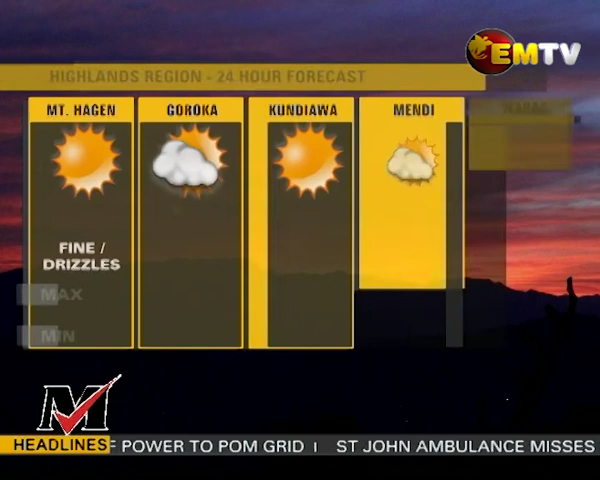 EMTV
HIGHLANDS REGION - 24 HOUR FORECAST
MT. HAGEN
GOROKA
KUNDIAWA
MENDI
WABAG
FINE /
DRIZZLES
MAX
MIN
M
HEADLINES F POWER TO POM GRID | ST JOHN AMBULANCE MISSES